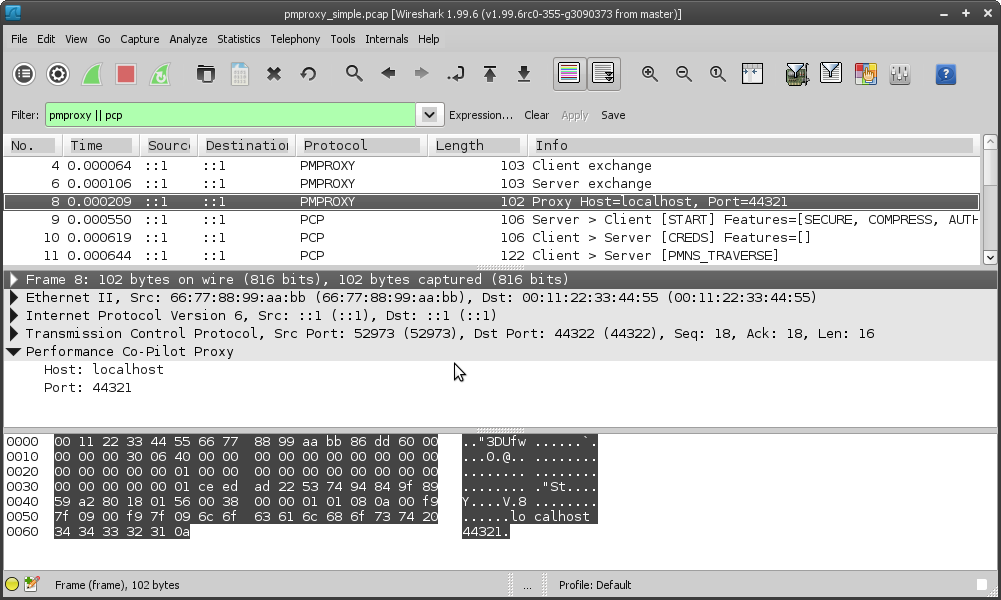 pmproxy_simple.pcap [Wireshark 1.99.6 (v1.99.6rc0-355-g3090373 from master)]
File Edit View Go Capture Analyze Statistics Telephony Tools Internals Help
Filter: pmproxy || pcp Expression... Clear Apply Save
No. Time Sourc Destination Protocol Length Info
4 0.000064 ::1 ::1 PMPROXY 103 Client exchange
6 0.000106 ::1 ::1 PMPROXY 103 Server exchange
8 0.000209 ::1 ::1 PMPROXY 102 Proxy Host=localhost, Port=44321
9 0.000550 ::1 ::1 PCP 106 Server > Client [START] Features=[SECURE, COMPRESS, AUTH
10 0.000619 ::1 ::1 PCP 106 Client > Server [CREDS] Features=[]
11 0.000644 ::1 ::1 PCP 122 Client > Server [PMNS_TRAVERSE]
Frame 8: 102 bytes on wire (816 bits), 102 bytes captured (816 bits)
Ethernet II, Src: 66:77:88:99:aa:bb (66:77:88:99:aa:bb), Dst: 00:11:22:33:44:55 (00:11:22:33:44:55)
Internet Protocol Version 6, Src: ::1 (::1), Dst: ::1 (::1)
Transmission Control Protocol, Src Port: 52973 (52973), Dst Port: 44322 (44322), Seq: 18, Ack: 18, Len: 16
Performance Co-Pilot Proxy
Host: localhost
Port: 44321
0000 00 11 22 33 44 55 66 77 88 99 aa bb 86 dd 60 00 .."3DUfw ......`.
0010 00 00 00 30 06 40 00 00 00 00 00 00 00 00 00 00 ...0.@.. ........
0020 00 00 00 00 00 01 00 00 00 00 00 00 00 00 00 00 ........ ........
0030 00 00 00 00 00 01 ce ed ad 22 53 74 94 84 9f 89 ........ ."St....
0040 59 a2 80 18 01 56 00 38 00 00 01 01 08 0a 00 f9 Y....V.8 ........
0050 7f 09 00 f9 7f 09 6c 6f 63 61 6c 68 6f 73 74 20 ......lo calhost
0060 34 34 33 32 31 0a 44321.
Frame (frame), 102 bytes ... Profile: Default